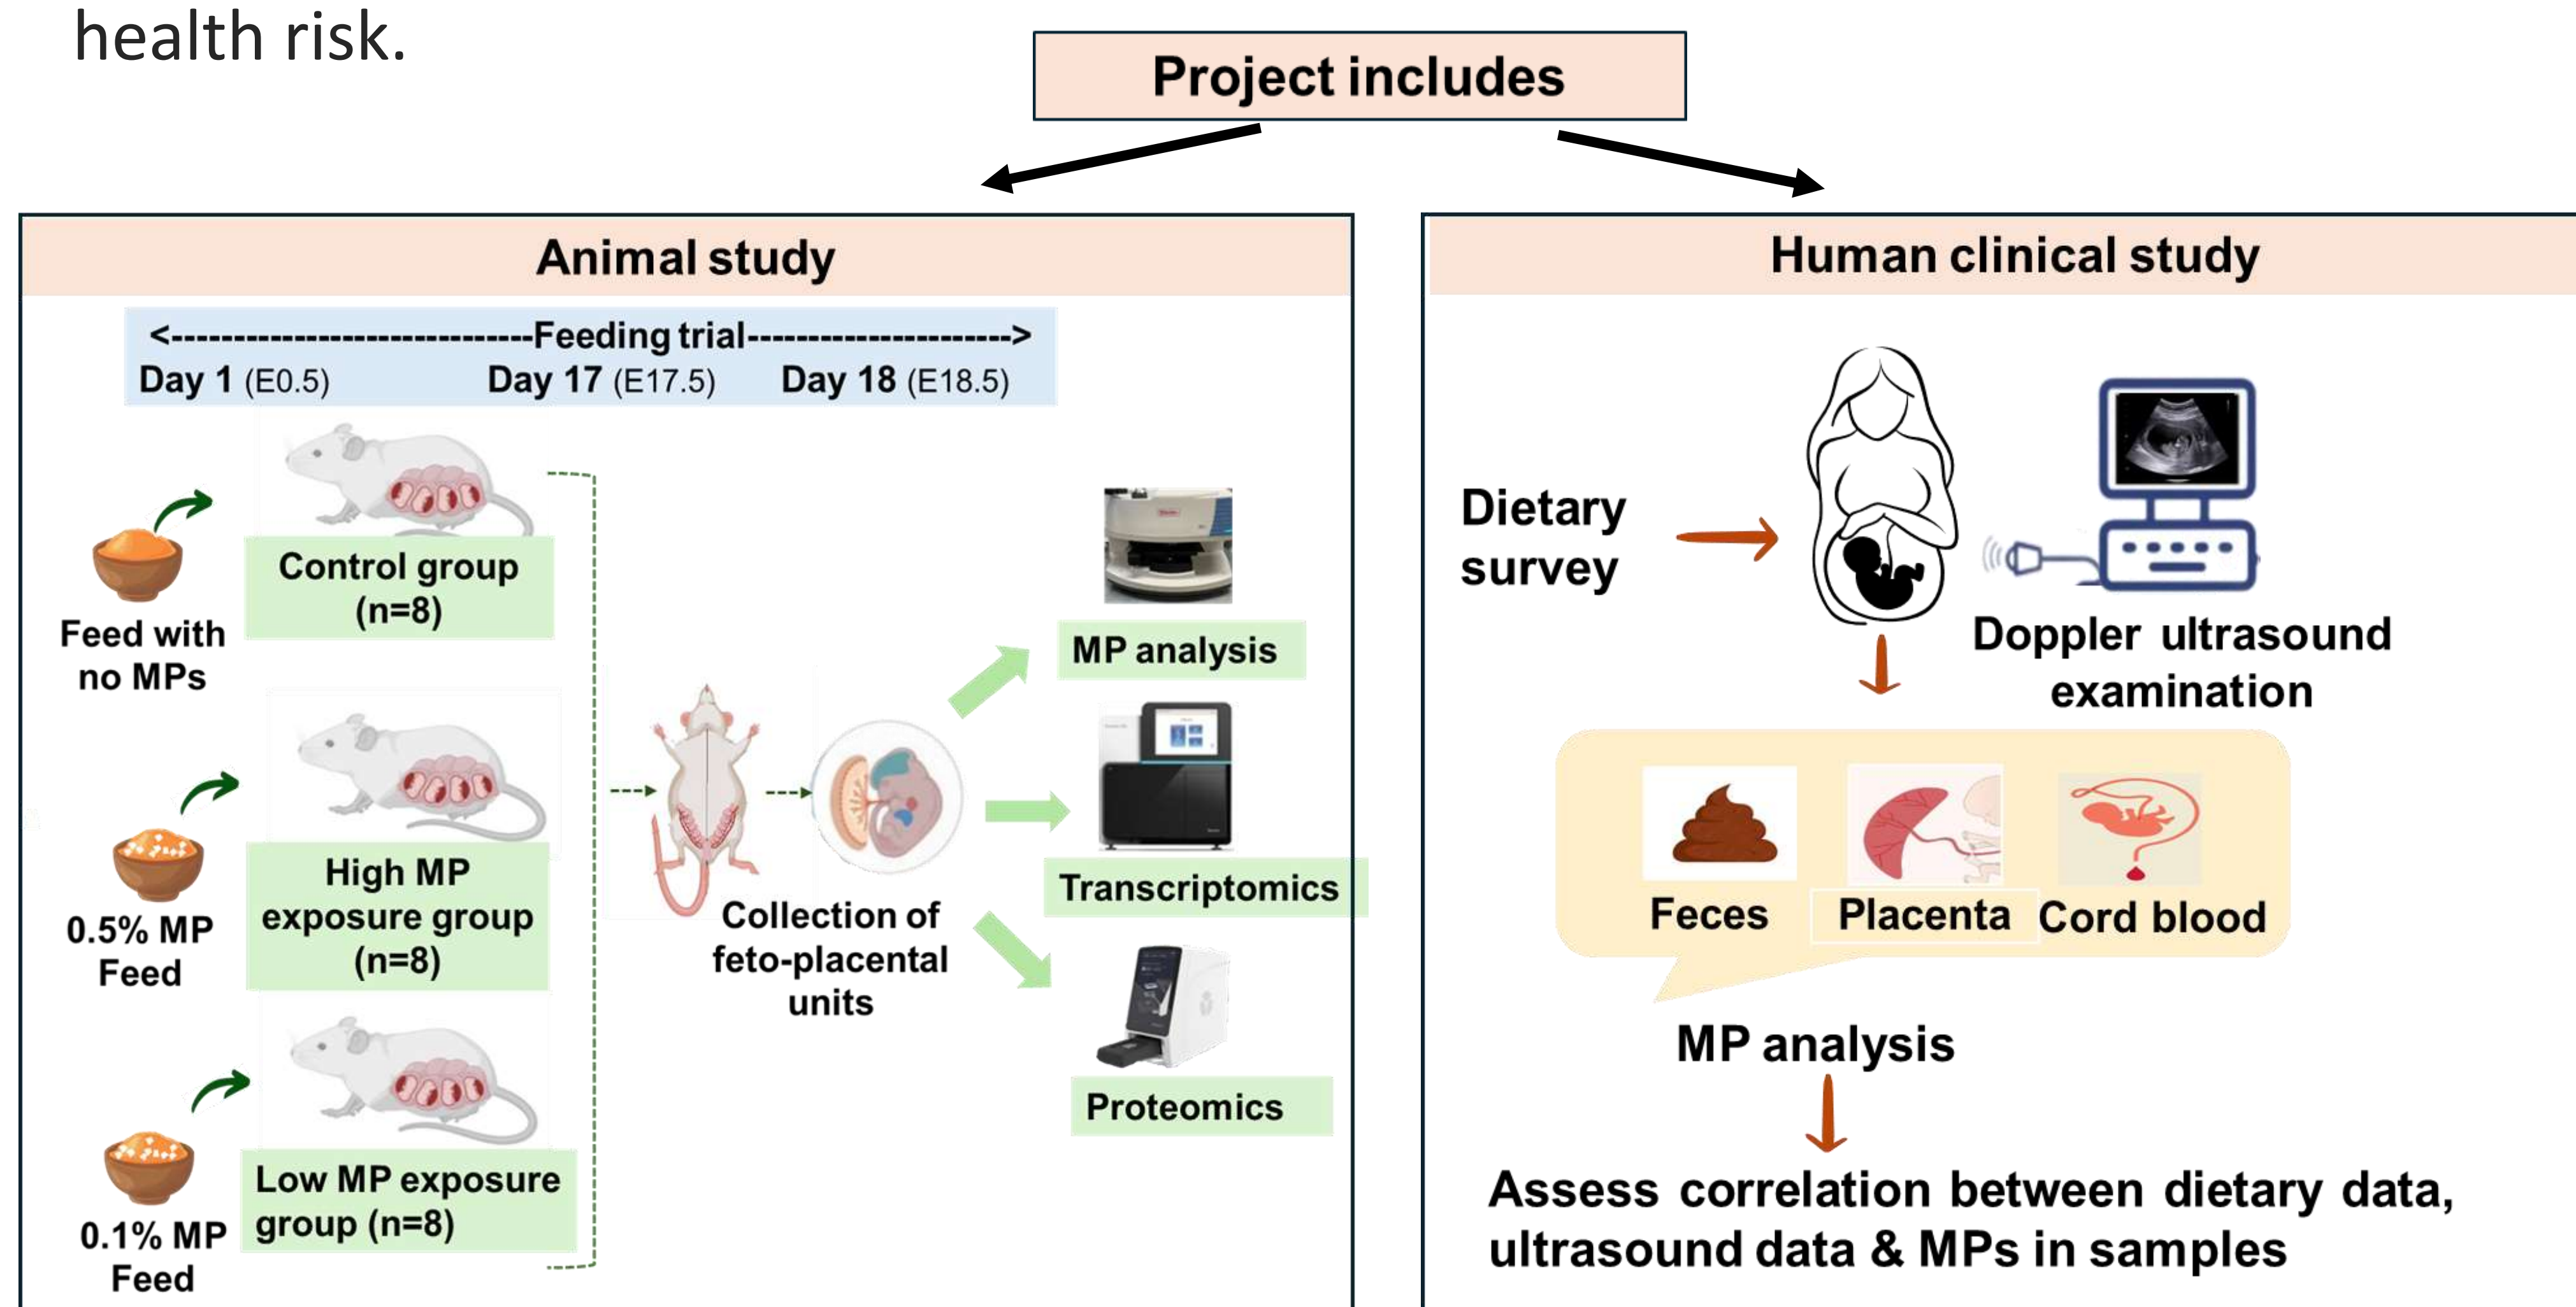 health risk.
Project includes
Animal study
<-----------------------------Feeding trial--------------------->
Day 1 (E0.5) Day 17 (E17.5) Day 18 (E18.5)
Control group
(n=8)
Feed with
no MPs
High MP
exposure group
(n=8)
0.5% MP
Feed
Low MP exposure
group (n=8)
0.1% MP
Feed
Collection of
feto-placental
units
MP analysis
Transcriptomics
Proteomics
Human clinical study
Dietary
survey
Doppler ultrasound
examination
Feces Placenta Cord blood
MP analysis
Assess correlation between dietary data,
ultrasound data & MPs in samples